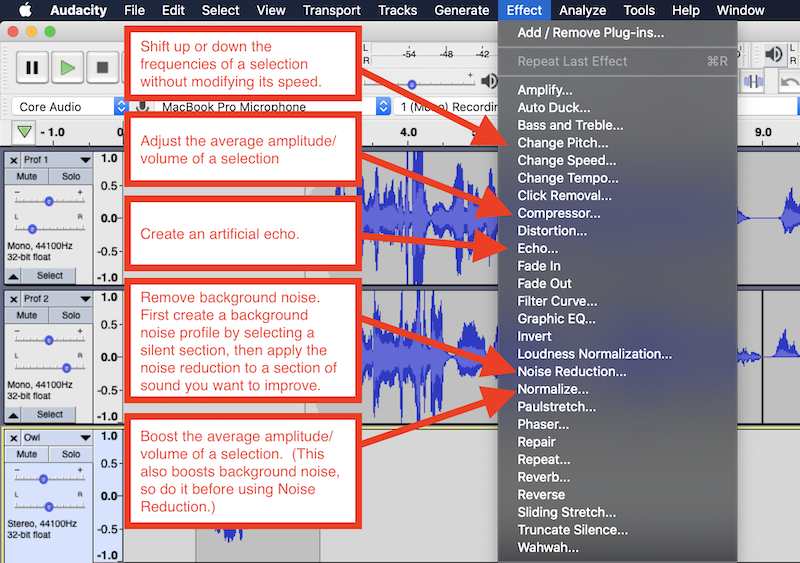 Audacity File Edit Select View Transport Tracks Generate Effect Analyze Tools Help Window
Add / Remove Plug-ins...
Repeat Last Effect ⌘R
Amplify...
Auto Duck...
Bass and Treble...
Change Pitch...
Change Speed...
Change Tempo...
Click Removal...
Compressor...
Distortion...
Echo...
Fade In
Fade Out
Filter Curve...
Graphic EQ...
Invert
Loudness Normalization...
Noise Reduction...
Normalize...
Paulstretch...
Phaser...
Repair
Repeat...
Reverb...
Reverse
Sliding Stretch...
Truncate Silence...
Wahwah...
Shift up or down the
frequencies of a selection
without modifying its speed.
Adjust the average amplitude/
volume of a selection
Create an artificial echo.
Remove background noise.
First create a background
noise profile by selecting a
silent section, then apply the
noise reduction to a section of
sound you want to improve.
Boost the average amplitude/
volume of a selection. (This
also boosts background noise,
so do it before using Noise
Reduction.)
L
R
-54 -48 -42
- +
Core Audio MacBook Pro Microphone 1 (Mono) Recordin
-1.0 4.0 9.0
× Prof 1
Mute Solo
- +
L R
Mono, 44100Hz
32-bit float
Select
1.0
0.5
0.0
-0.5
-1.0
× Prof 2
Mute Solo
- +
L R
Mono, 44100Hz
32-bit float
Select
1.0
0.5
0.0
-0.5
-1.0
× Owl
Mute Solo
- +
L R
Stereo, 44100Hz
32-bit float
1.0
0.5
0.0
-0.5
-1.0